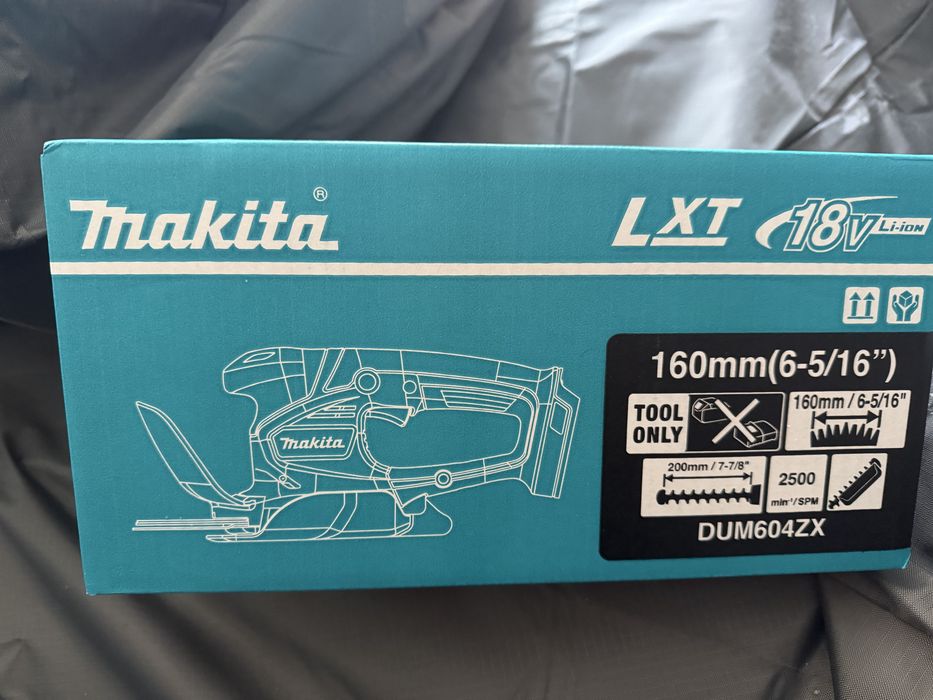 makita®
LXT 18V Li-ion
160mm(6-5/16”)
TOOL ONLY
160mm / 6-5/16"
makita
200mm / 7-7/8"
2500
min⁻¹/SPM
DUM604ZX